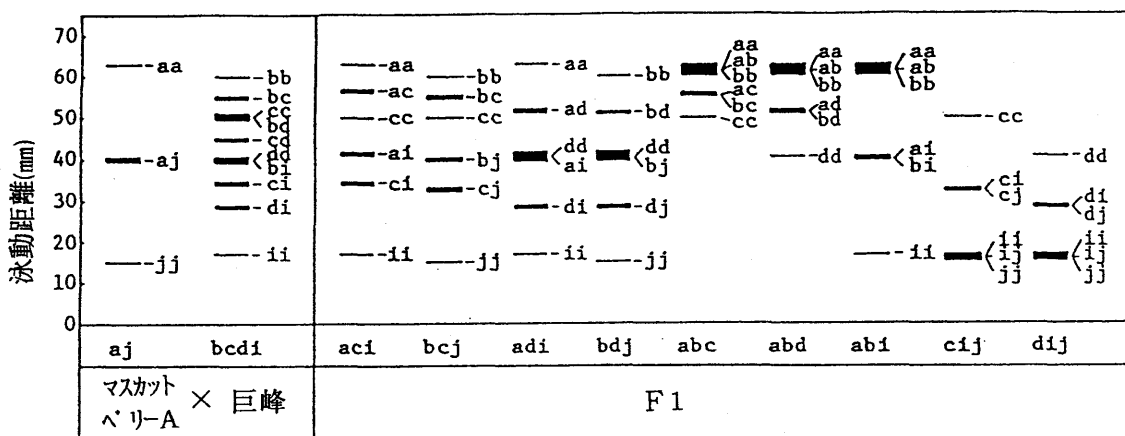 泳動距離(mm)
70
60
50
40
30
20
10
0
aa
aj
jj
bb
bc
cc
bd
cd
dd
bi
ci
di
ii
aa
ac
cc
ai
ci
ii
bb
bc
cc
bj
cj
jj
aa
ad
dd
ai
di
ii
bb
bd
dd
bj
dj
jj
aa
ab
bb
ac
bc
cc
aa
ab
bb
ad
bd
dd
aa
ab
bb
ai
bi
ii
cc
ci
cj
ii
ij
jj
dd
di
dj
ii
ij
jj
aj bcdi aci bcj adi bdj abc abd abi cij dij
マスカット
ベリーA × 巨峰 F1